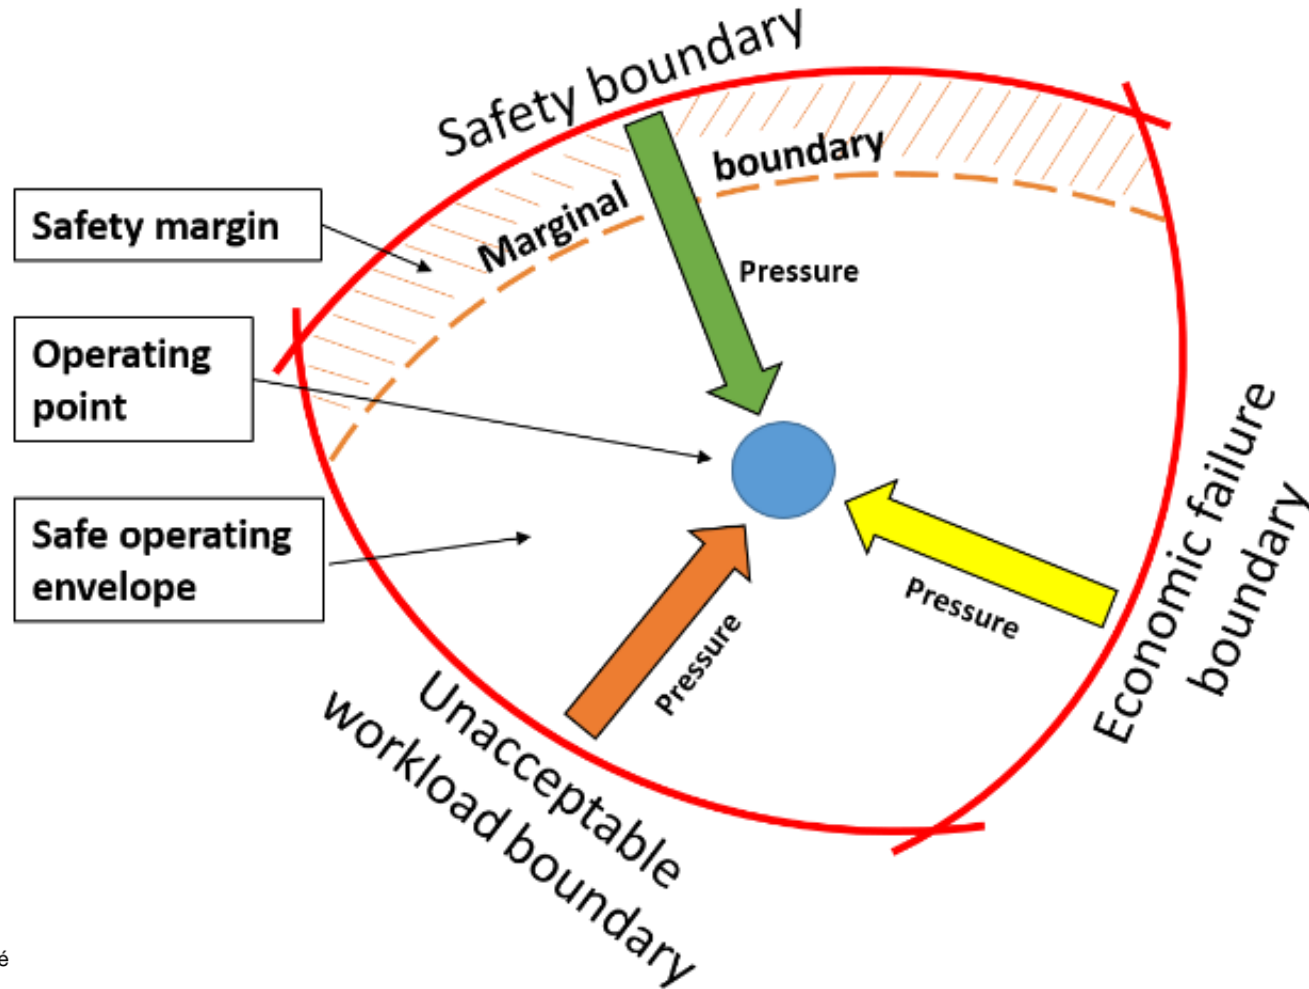 Safety boundary
Marginal
boundary
Safety margin
Pressure
Operating
point
Safe operating
envelope
Pressure
Economic failure
boundary
Pressure
Unacceptable
workload boundary
é